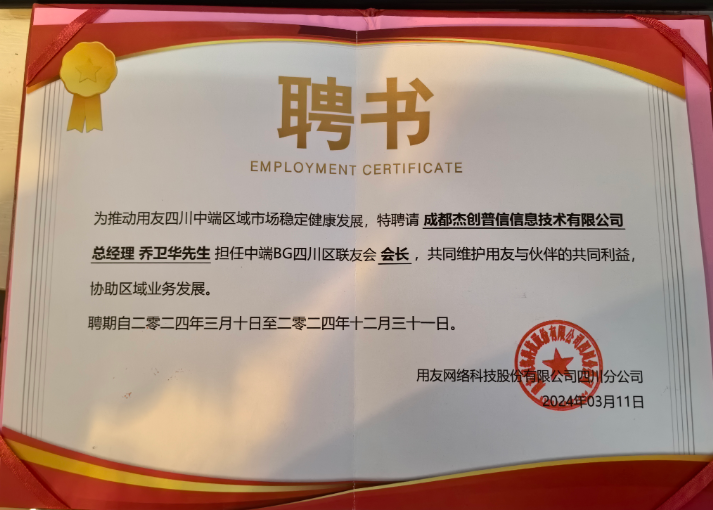 聘书
EMPLOYMENT CERTIFICATE
为推动用友四川中端区域市场稳定健康发展，特聘请 成都杰创普信信息技术有限公司
总经理 乔卫华先生 担任中端BG四川区联友会 会长 ，共同维护用友与伙伴的共同利益，
协助区域业务发展。
聘期自二零二四年三月十日至二零二四年十二月三十一日。
用友网络科技股份有限公司四川分公司
2024年03月11日